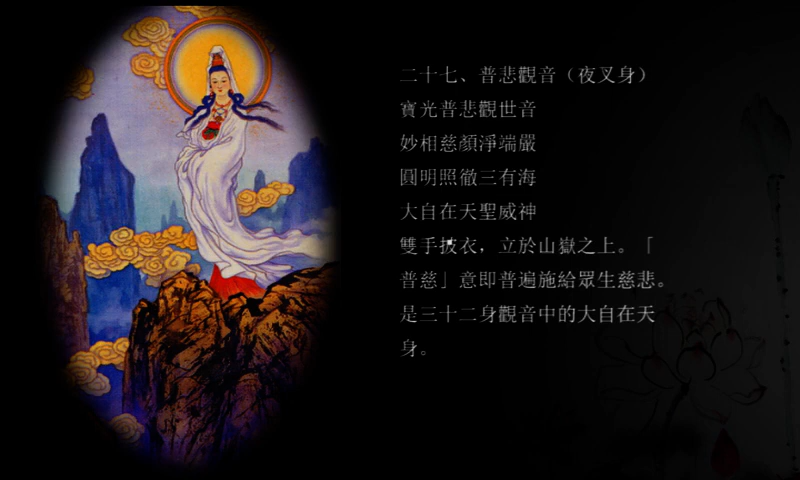 二十七、普悲觀音（夜叉身）
寶光普悲觀世音
妙相慈顏淨端嚴
圓明照徹三有海
大自在天聖威神
雙手披衣，立於山嶽之上。「
普慈」意即普遍施給眾生慈悲。
是三十二身觀音中的大自在天
身。